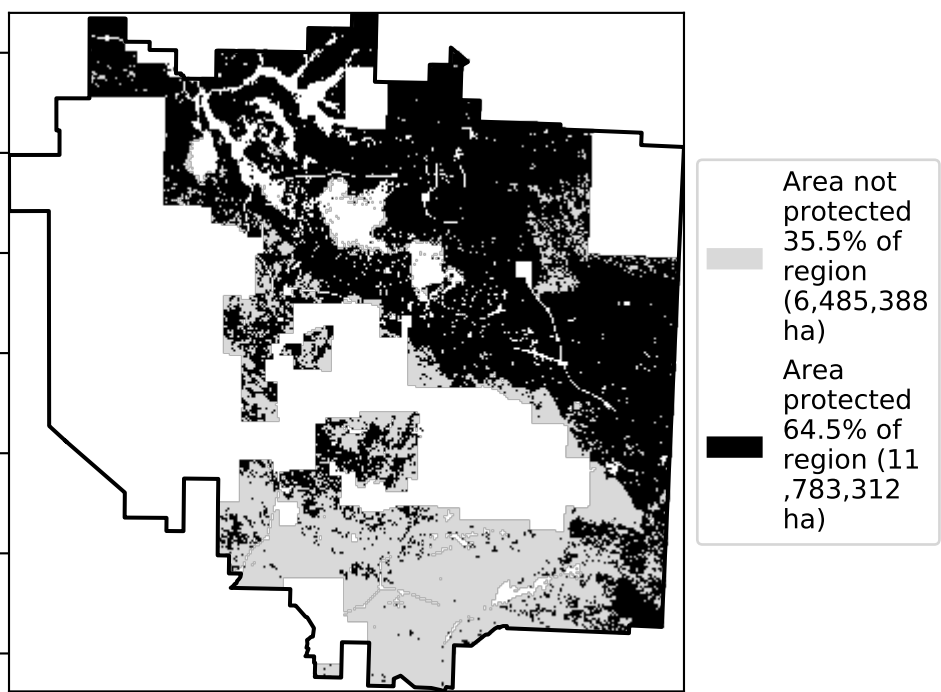 Area not
protected
35.5% of
region
(6,485,388
ha)
Area
protected
64.5% of
region (11
,783,312
ha)